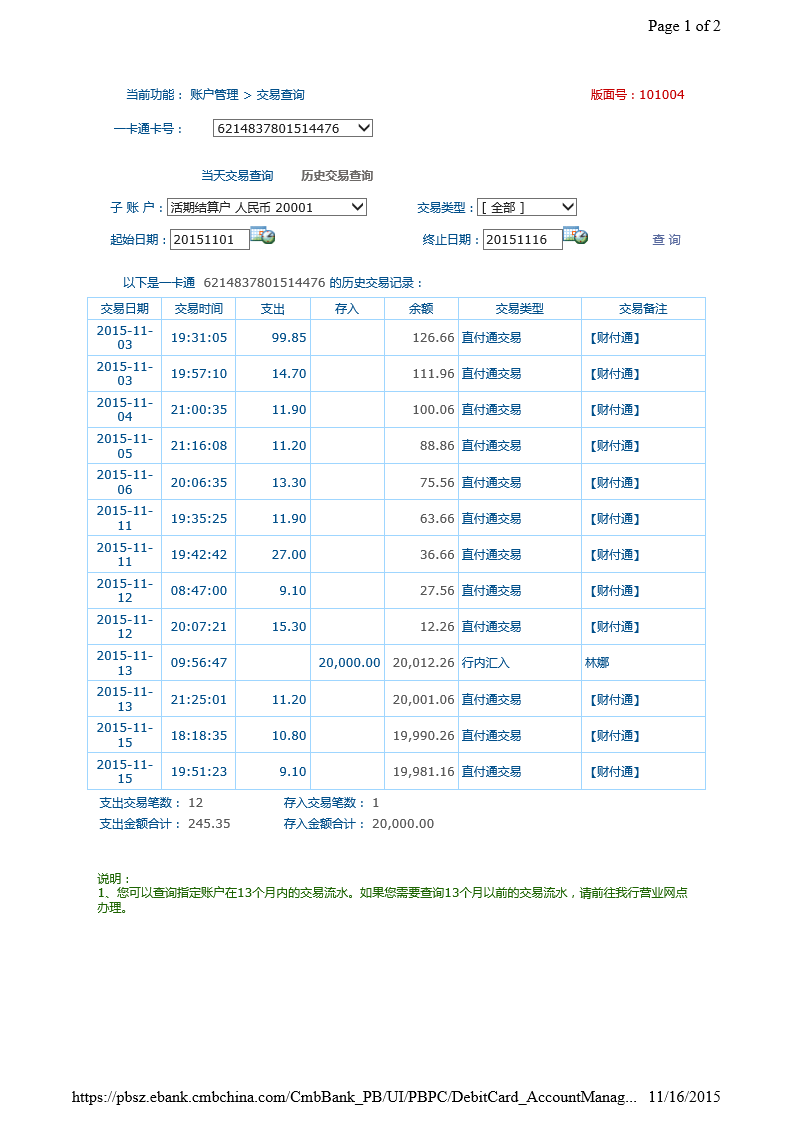 Page 1 of 2
当前功能： 账户管理 > 交易查询 版面号：101004
一卡通卡号： 6214837801514476
当天交易查询 历史交易查询
子 账 户： 活期结算户 人民币 20001 交易类型： [ 全部 ]
起始日期： 20151101 终止日期： 20151116 查 询
以下是一卡通 6214837801514476 的历史交易记录：
交易日期 交易时间 支出 存入 余额 交易类型 交易备注
2015-11-03 19:31:05 99.85 126.66 直付通交易 【财付通】
2015-11-03 19:57:10 14.70 111.96 直付通交易 【财付通】
2015-11-04 21:00:35 11.90 100.06 直付通交易 【财付通】
2015-11-05 21:16:08 11.20 88.86 直付通交易 【财付通】
2015-11-06 20:06:35 13.30 75.56 直付通交易 【财付通】
2015-11-11 19:35:25 11.90 63.66 直付通交易 【财付通】
2015-11-11 19:42:42 27.00 36.66 直付通交易 【财付通】
2015-11-12 08:47:00 9.10 27.56 直付通交易 【财付通】
2015-11-12 20:07:21 15.30 12.26 直付通交易 【财付通】
2015-11-13 09:56:47 20,000.00 20,012.26 行内汇入 林娜
2015-11-13 21:25:01 11.20 20,001.06 直付通交易 【财付通】
2015-11-15 18:18:35 10.80 19,990.26 直付通交易 【财付通】
2015-11-15 19:51:23 9.10 19,981.16 直付通交易 【财付通】
支出交易笔数： 12 存入交易笔数： 1
支出金额合计： 245.35 存入金额合计： 20,000.00
说明：
1、您可以查询指定账户在13个月内的交易流水。如果您需要查询13个月以前的交易流水，请前往我行营业网点
办理。
https://pbsz.ebank.cmbchina.com/CmbBank_PB/UI/PBPC/DebitCard_AccountManag... 11/16/2015